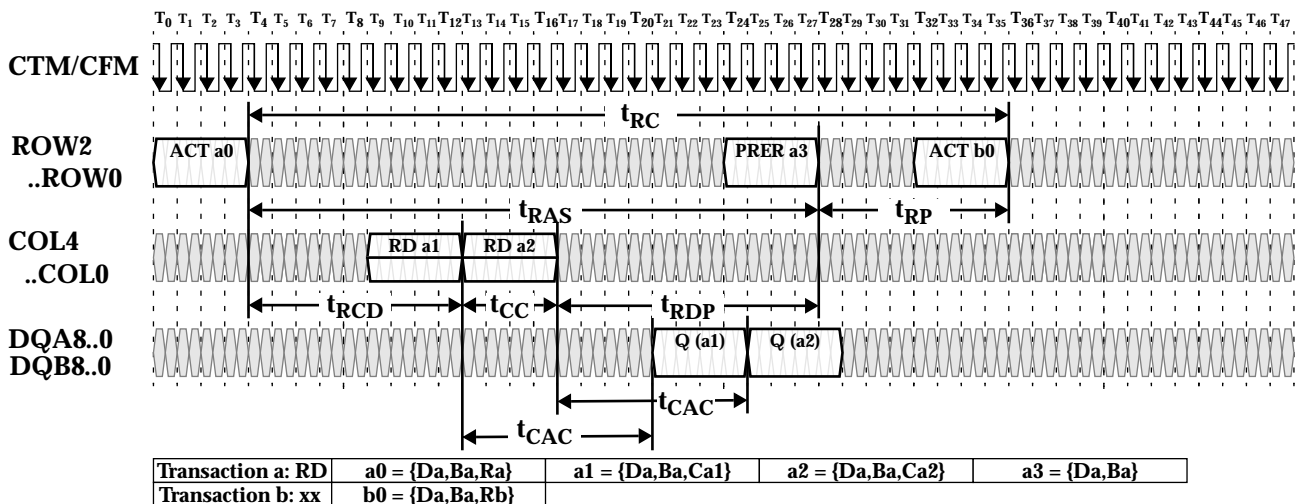 T0 T1 T2 T3 T4 T5 T6 T7 T8 T9 T10 T11 T12 T13 T14 T15 T16 T17 T18 T19 T20 T21 T22 T23 T24 T25 T26 T27 T28 T29 T30 T31 T32 T33 T34 T35 T36 T37 T38 T39 T40 T41 T42 T43 T44 T45 T46 T47
CTM/CFM
tRC
ROW2
..ROW0
ACT a0 PRER a3 ACT b0
tRAS tRP
COL4
..COL0
RD a1 RD a2
tRCD tCC tRDP
DQA8..0
DQB8..0
Q (a1) Q (a2)
tCAC
tCAC
Transaction a: RD a0 = {Da,Ba,Ra} a1 = {Da,Ba,Ca1} a2 = {Da,Ba,Ca2} a3 = {Da,Ba}
Transaction b: xx b0 = {Da,Ba,Rb}